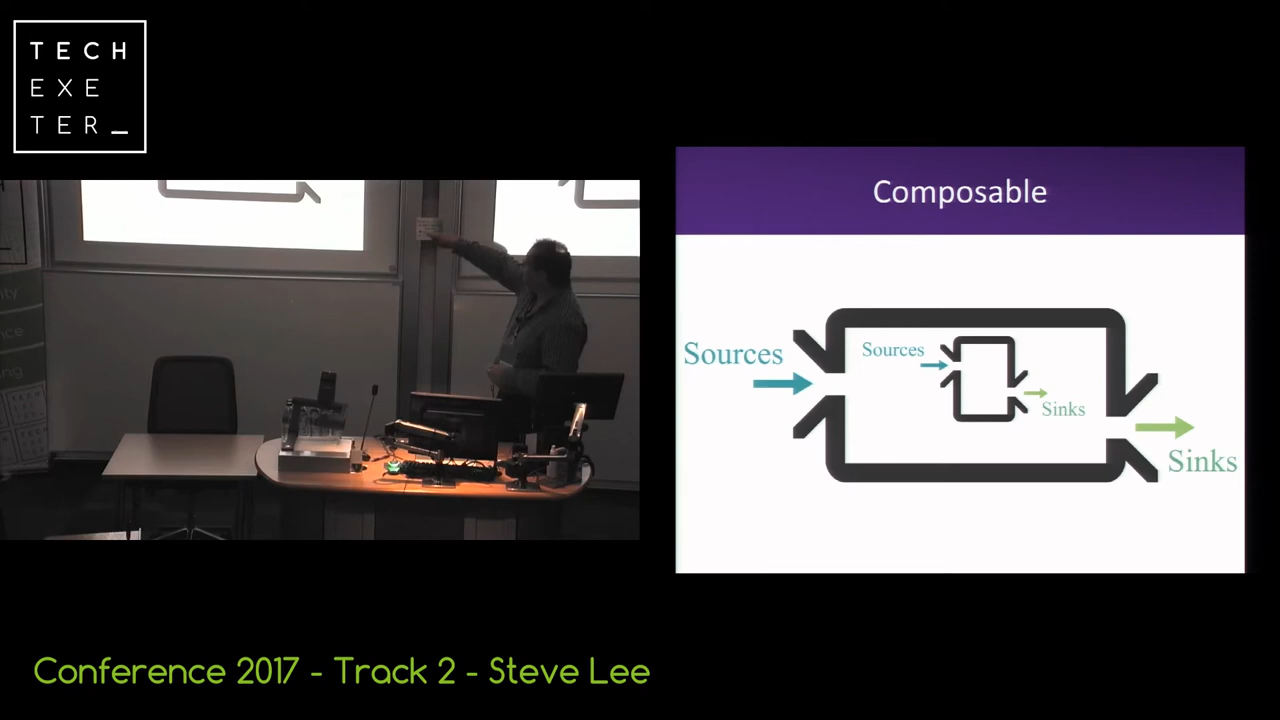 TECH
EXE
TER_
Composable
Sources
Sources
Sinks
Sinks
Conference 2017 - Track 2 - Steve Lee